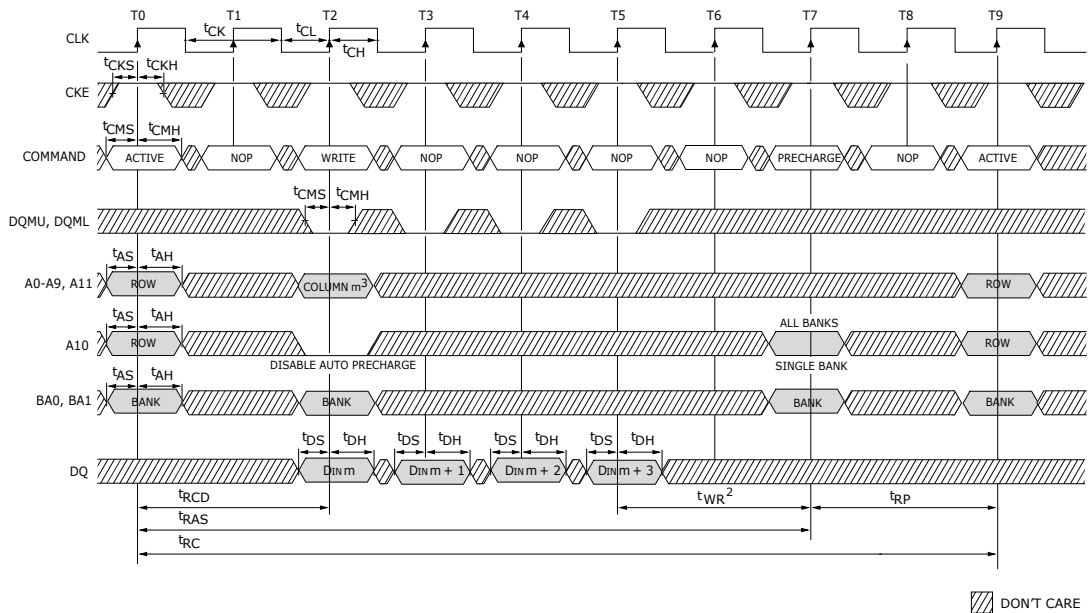 T0 T1 T2 T3 T4 T5 T6 T7 T8 T9
CLK tCK tCL tCH
tCKS tCKH
CKE
tCMS tCMH
COMMAND ACTIVE NOP WRITE NOP NOP NOP NOP PRECHARGE NOP ACTIVE
tCMS tCMH
DQMU, DQML
tAS tAH
A0-A9, A11 ROW COLUMN m3 ROW
tAS tAH ALL BANKS
A10 ROW ROW
DISABLE AUTO PRECHARGE SINGLE BANK
tAS tAH
BA0, BA1 BANK BANK BANK BANK
tDS tDH tDS tDH tDS tDH tDS tDH
DQ DIN m DIN m + 1 DIN m + 2 DIN m + 3
tRCD tWR2 tRP
tRAS
tRC
DON'T CARE